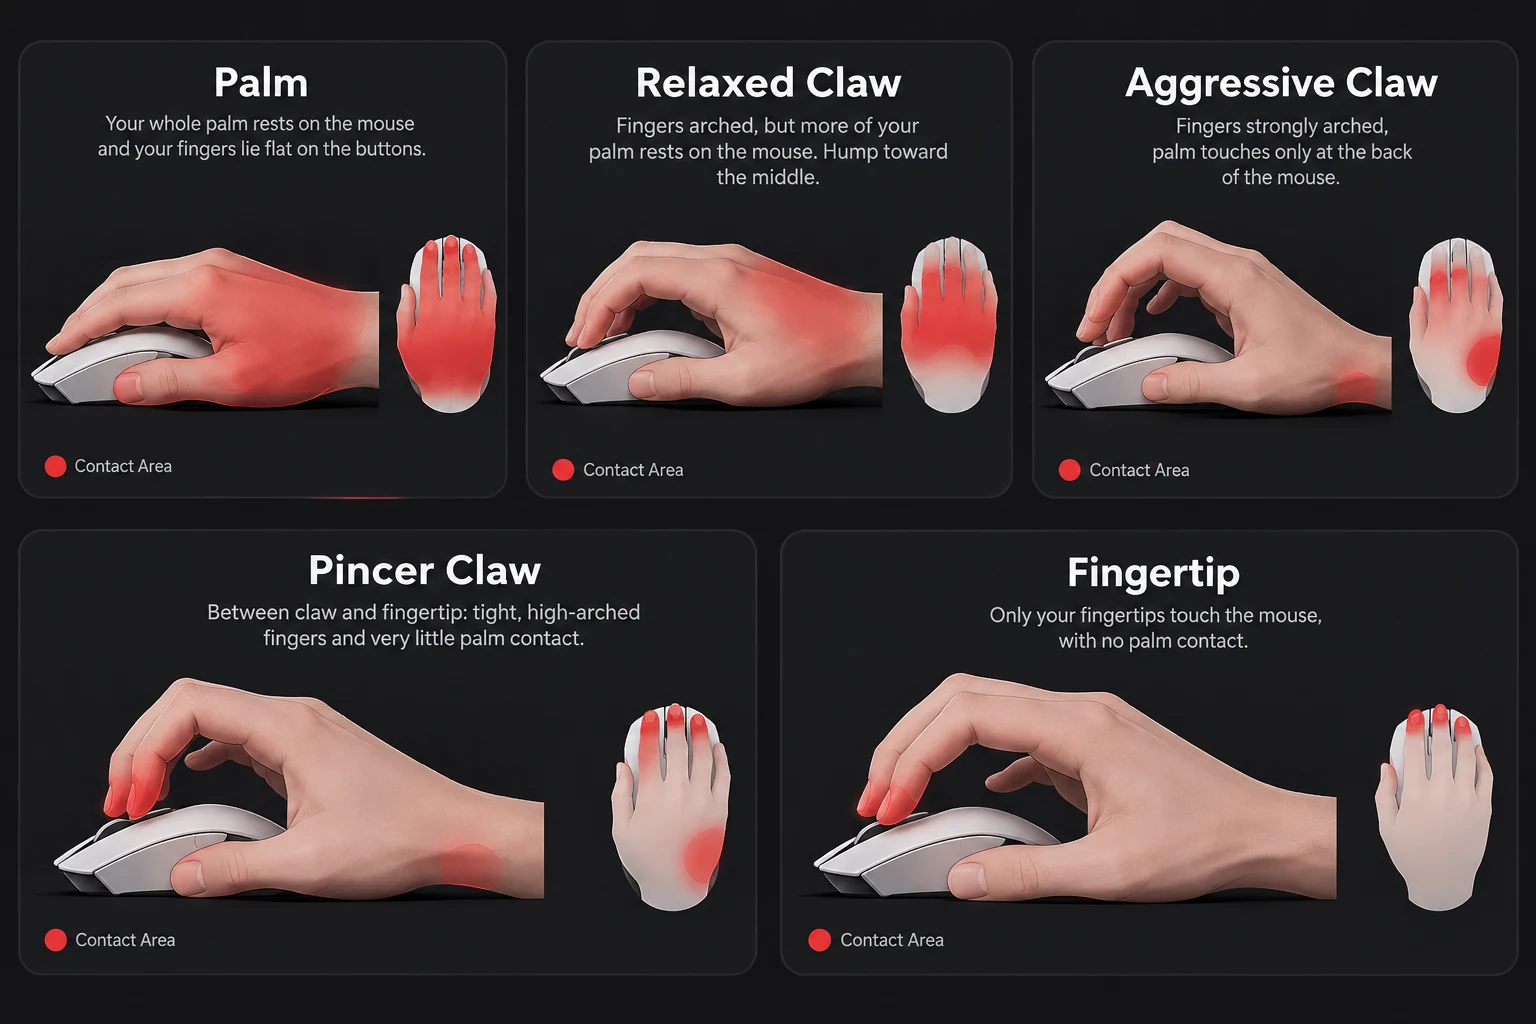 Palm
Your whole palm rests on the mouse
and your fingers lie flat on the buttons.
Contact Area
Relaxed Claw
Fingers arched, but more of your
palm rests on the mouse. Hump toward
the middle.
Contact Area
Aggressive Claw
Fingers strongly arched,
palm touches only at the back
of the mouse.
Contact Area
Pincer Claw
Between claw and fingertip: tight, high-arched
fingers and very little palm contact.
Contact Area
Fingertip
Only your fingertips touch the mouse,
with no palm contact.
Contact Area